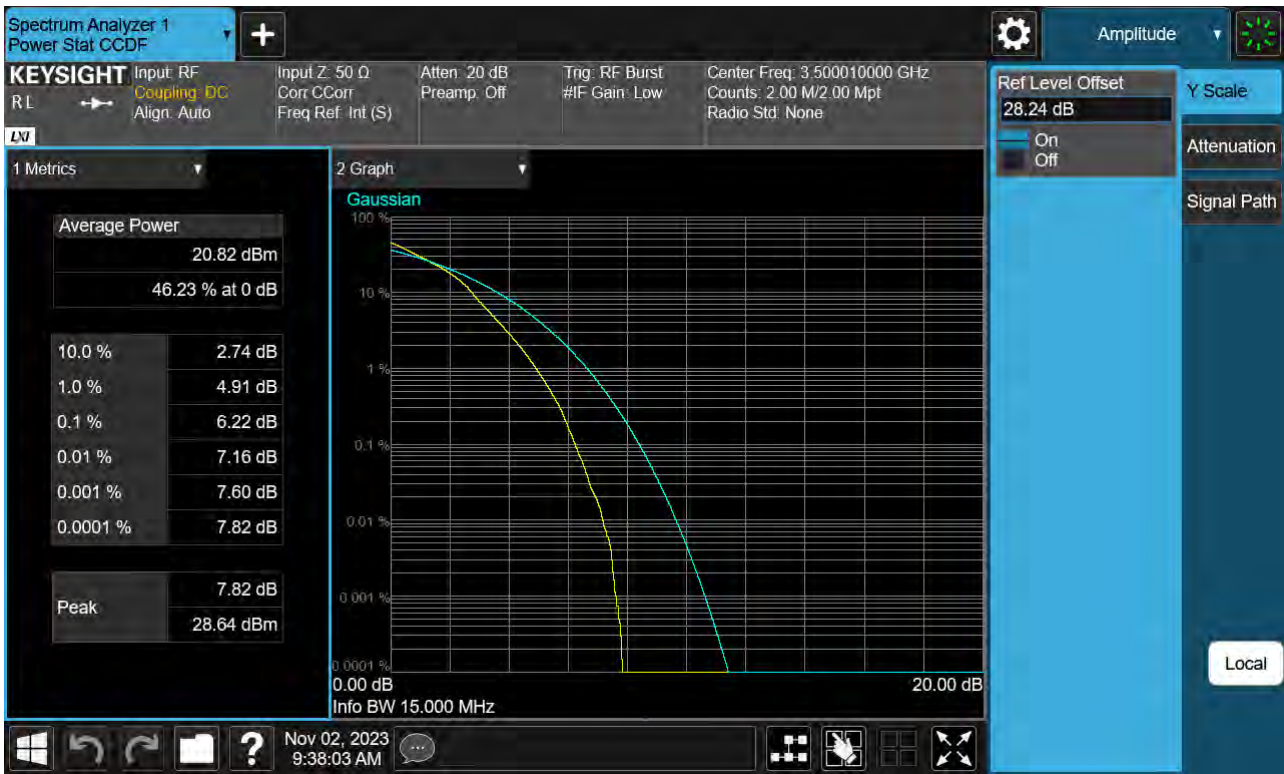 Spectrum Analyzer 1
Power Stat CCDF
Amplitude
KEYSIGHT
R L
LXI
Input: RF
Coupling: DC
Align: Auto
Input Z: 50 Ω
Corr CCorr
Freq Ref: Int (S)
Atten: 20 dB
Preamp: Off
Trig: RF Burst
#IF Gain: Low
Center Freq: 3.500010000 GHz
Counts: 2.00 M/2.00 Mpt
Radio Std: None
Ref Level Offset
28.24 dB
On
Off
Y Scale
Attenuation
Signal Path
Local
1 Metrics
Average Power
20.82 dBm
46.23 % at 0 dB
10.0 % 2.74 dB
1.0 % 4.91 dB
0.1 % 6.22 dB
0.01 % 7.16 dB
0.001 % 7.60 dB
0.0001 % 7.82 dB
Peak 7.82 dB
28.64 dBm
2 Graph
Gaussian
100 %
10 %
1 %
0.1 %
0.01 %
0.001 %
0.0001 %
0.00 dB 20.00 dB
Info BW 15.000 MHz
?
Nov 02, 2023
9:38:03 AM